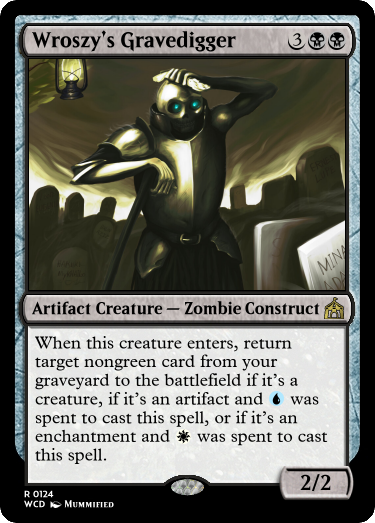 Wroszy's Gravedigger 3
Artifact Creature — Zombie Construct
When this creature enters, return
target nongreen card from your
graveyard to the battlefield if it's a
creature, if it's an artifact and was
spent to cast this spell, or if it's an
enchantment and was spent to cast
this spell.
2/2
R 0124
WCD Mummified
MINA